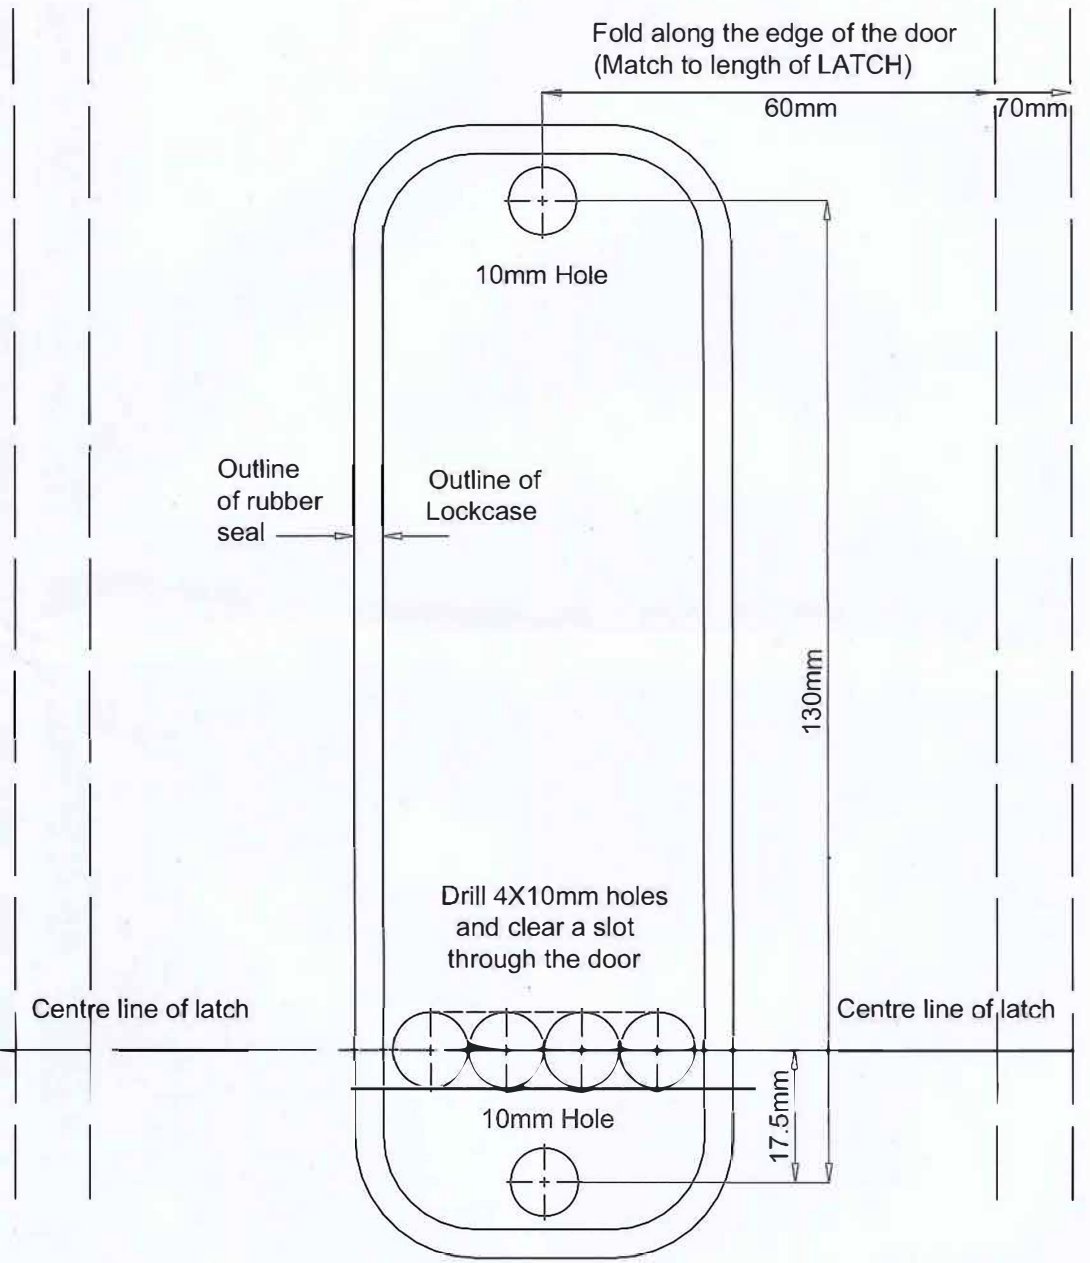 Fold along the edge of the door
(Match to length of LATCH)
60mm
70mm
10mm Hole
Outline
of rubber
seal
Outline of
Lockcase
130mm
Drill 4X10mm holes
and clear a slot
through the door
Centre line of latch
Centre line of latch
17.5mm
10mm Hole